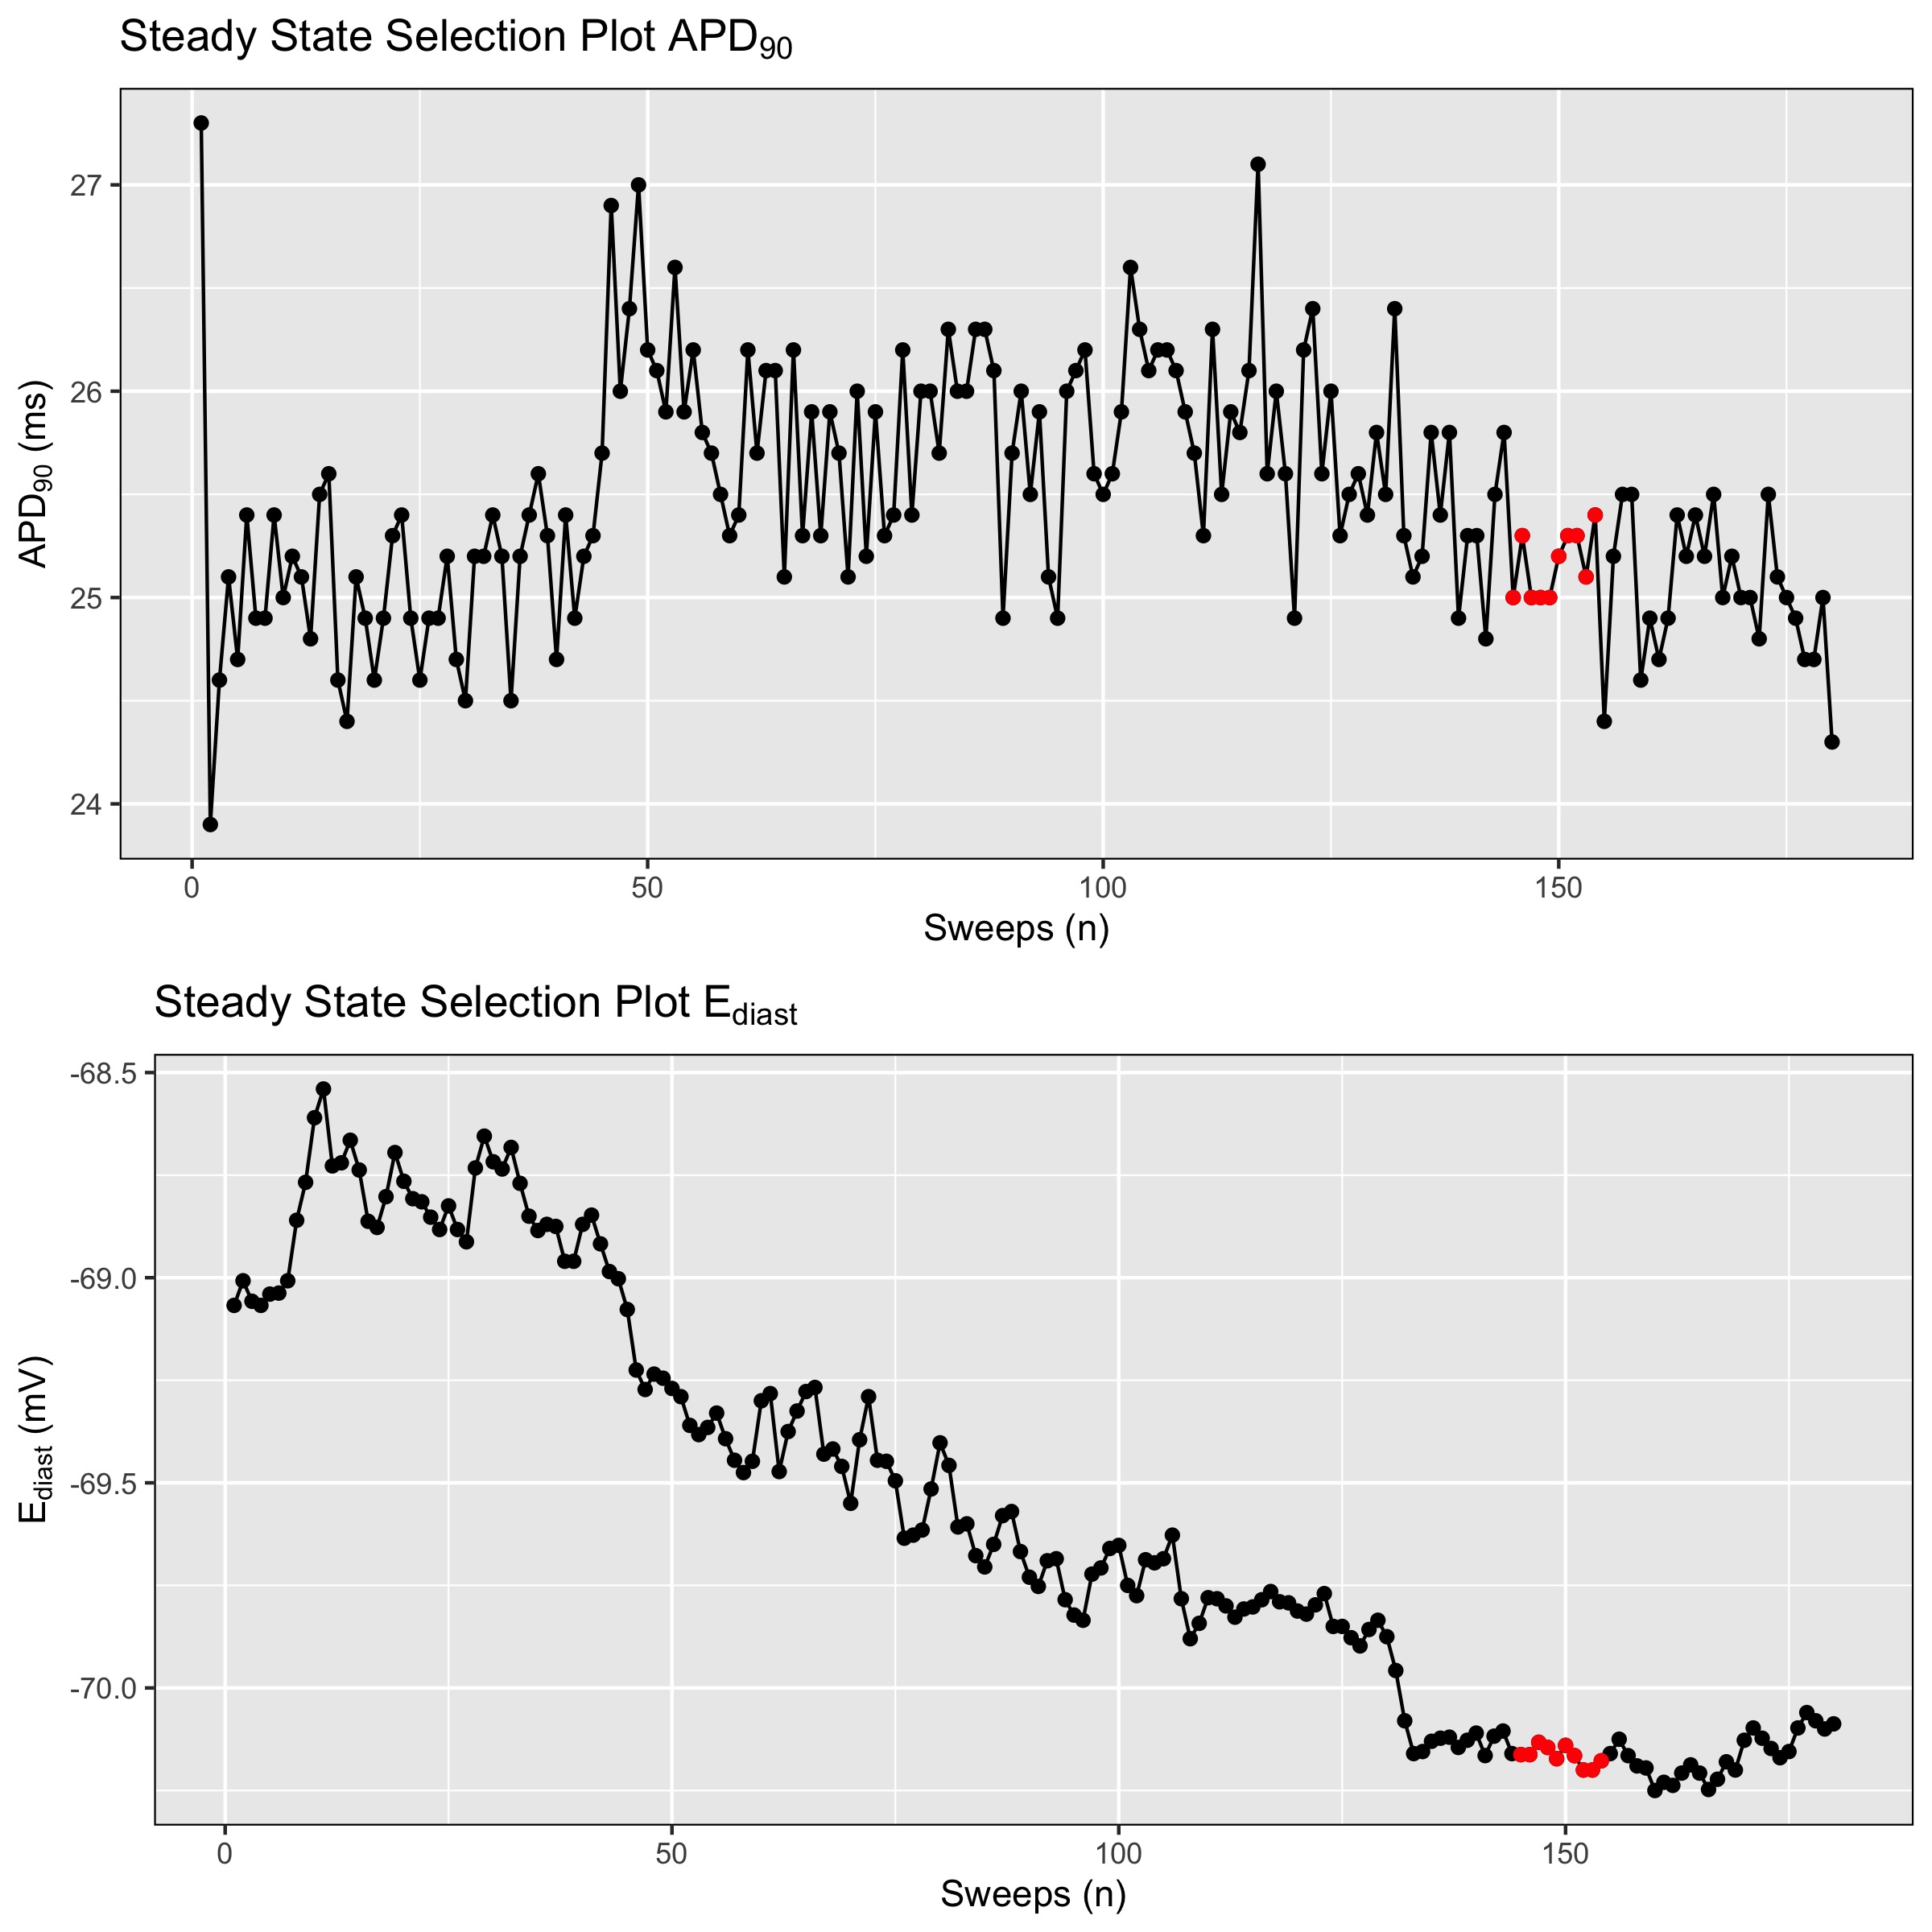 Steady State Selection Plot APD90
27
26
25
24
APD90 (ms)
0 50 100 150
Sweeps (n)
Steady State Selection Plot Ediast
-68.5
-69.0
-69.5
-70.0
Ediast (mV)
0 50 100 150
Sweeps (n)